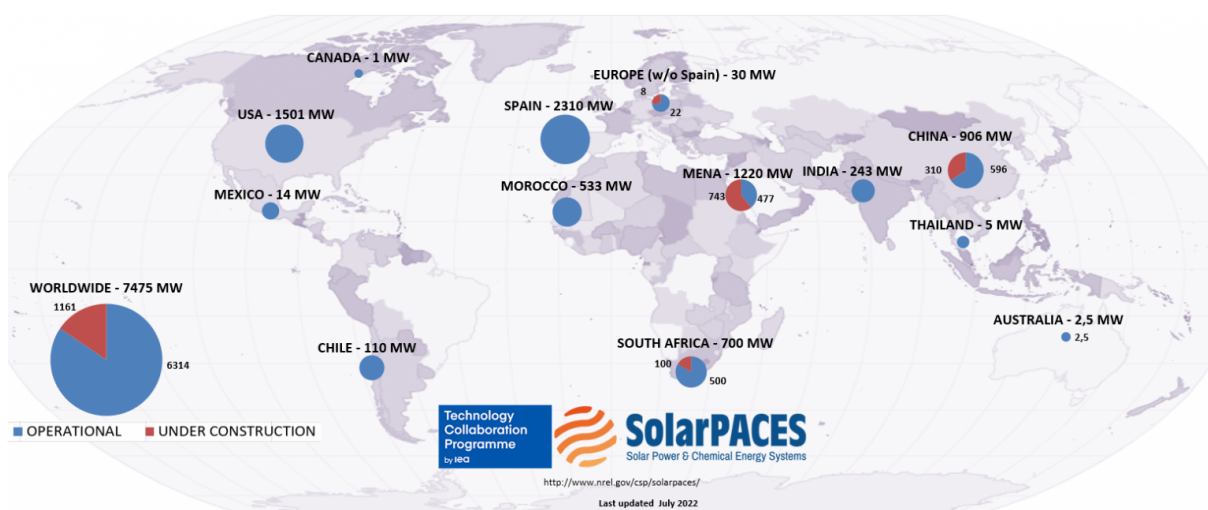 CANADA - 1 MW
EUROPE (w/o Spain) - 30 MW
8
22
USA - 1501 MW
SPAIN - 2310 MW
CHINA - 906 MW
310
596
MEXICO - 14 MW
MOROCCO - 533 MW
MENA - 1220 MW
743
477
INDIA - 243 MW
THAILAND - 5 MW
WORLDWIDE - 7475 MW
1161
6314
CHILE - 110 MW
SOUTH AFRICA - 700 MW
100
500
AUSTRALIA - 2,5 MW
2,5
OPERATIONAL
UNDER CONSTRUCTION
Technology
Collaboration
Programme
by iea
SolarPACES
Solar Power & Chemical Energy Systems
http://www.nrel.gov/csp/solarpaces/
Last updated July 2022